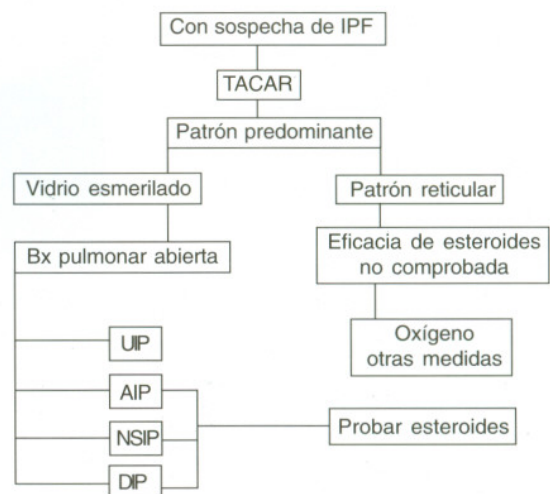 Con sospecha de IPF
TACAR
Patrón predominante
Vidrio esmerilado
Patrón reticular
Bx pulmonar abierta
Eficacia de esteroides
no comprobada
Oxígeno
otras medidas
UIP
AIP
NSIP
DIP
Probar esteroides